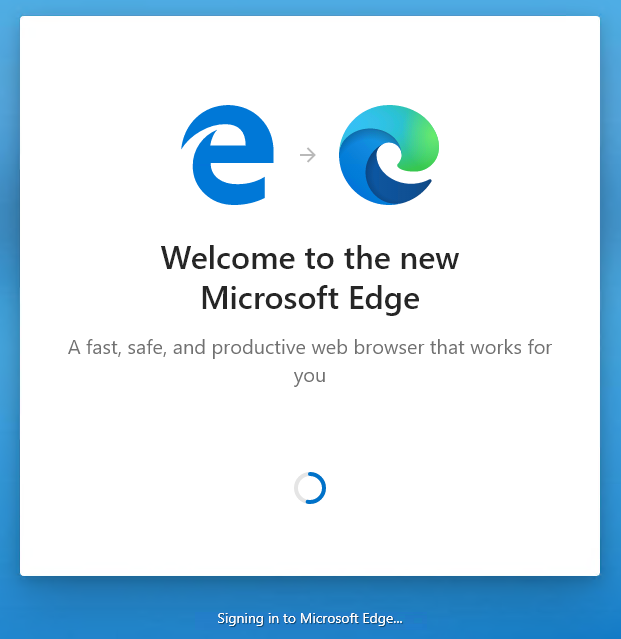 Welcome to the new
Microsoft Edge
A fast, safe, and productive web browser that works for
you
Signing in to Microsoft Edge...